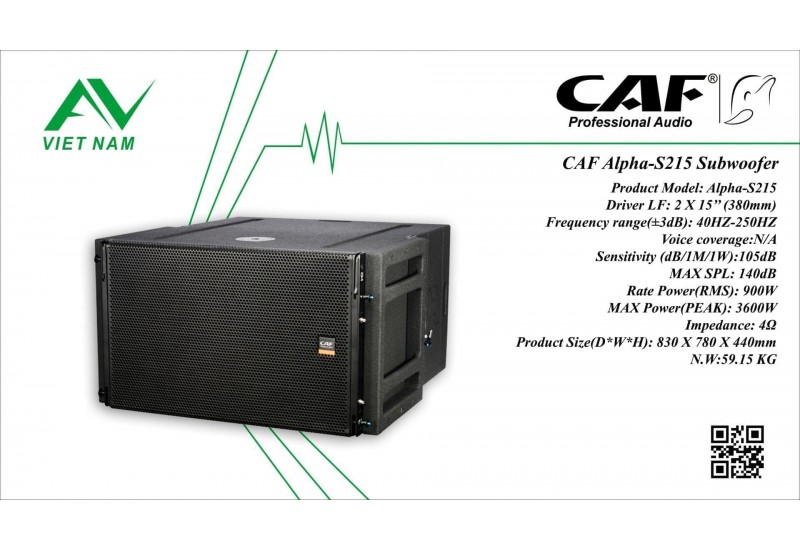 AV
VIET NAM
CAF®
Professional Audio
CAF Alpha-S215 Subwoofer
Product Model: Alpha-S215
Driver LF: 2 X 15’’ (380mm)
Frequency range(±3dB): 40HZ-250HZ
Voice coverage:N/A
Sensitivity (dB/1M/1W):105dB
MAX SPL: 140dB
Rate Power(RMS): 900W
MAX Power(PEAK): 3600W
Impedance: 4Ω
Product Size(D*W*H): 830 X 780 X 440mm
N.W:59.15 KG
CAF